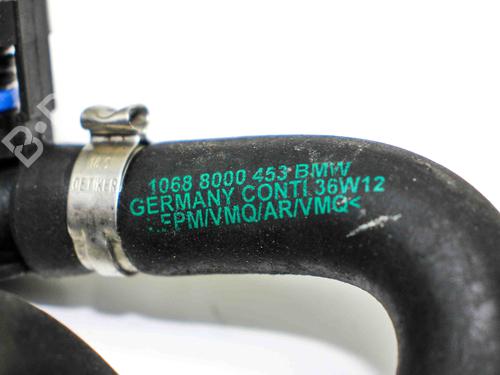 1068 8000 453 BMW
GERMANY CONTI 36W12
EPM/VMQ/AR/VMQ<
OETIKER